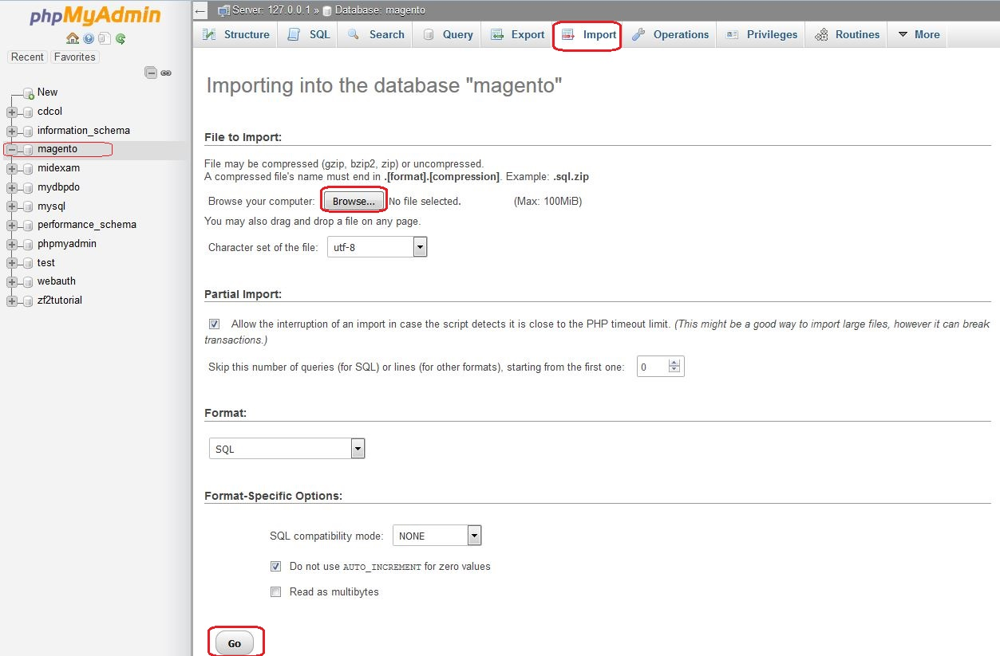 phpMyAdmin
Recent Favorites
New
cdcol
information_schema
magento
midexam
mydbpdo
mysql
performance_schema
phpmyadmin
test
webauth
zf2tutorial
Server: 127.0.0.1 » Database: magento
Structure SQL Search Query Export Import Operations Privileges Routines More
Importing into the database "magento"
File to Import:
File may be compressed (gzip, bzip2, zip) or uncompressed.
A compressed file's name must end in .[format].[compression]. Example: .sql.zip
Browse your computer: Browse... No file selected. (Max: 100MiB)
You may also drag and drop a file on any page.
Character set of the file: utf-8
Partial Import:
Allow the interruption of an import in case the script detects it is close to the PHP timeout limit. (This might be a good way to import large files, however it can break
transactions.)
Skip this number of queries (for SQL) or lines (for other formats), starting from the first one: 0
Format:
SQL
Format-Specific Options:
SQL compatibility mode: NONE
Do not use AUTO_INCREMENT for zero values
Read as multibytes
Go